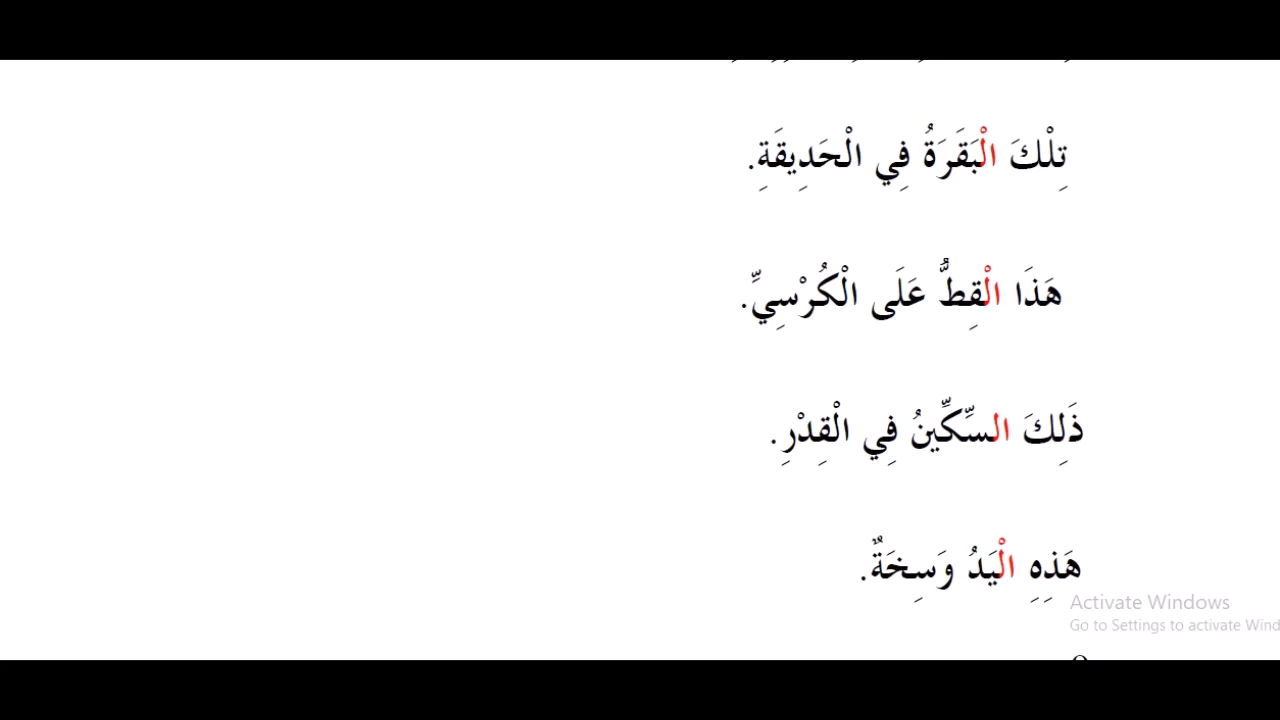 تِلْكَ الْبَقَرَةُ فِي الْحَدِيقَةِ.
هَذَا الْقِطُّ عَلَى الْكُرْسِيِّ.
ذَلِكَ السِّكِّينُ فِي الْقِدْرِ.
هَذِهِ الْيَدُ وَسِخَةٌ.
Activate Windows
Go to Settings to activate Wind